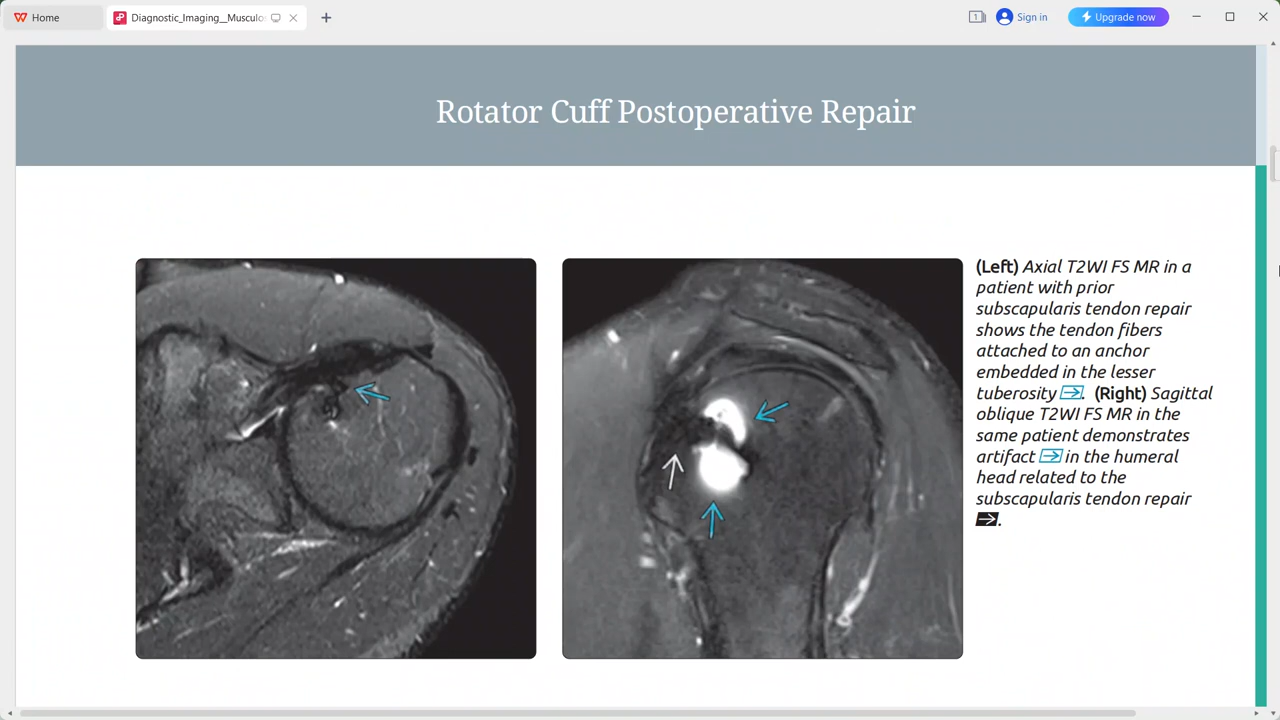 Home
Diagnostic_Imaging__Musculos
1
Sign in
Upgrade now
Rotator Cuff Postoperative Repair
(Left) Axial T2WI FS MR in a
patient with prior
subscapularis tendon repair
shows the tendon fibers
attached to an anchor
embedded in the lesser
tuberosity. (Right) Sagittal
oblique T2WI FS MR in the
same patient demonstrates
artifact in the humeral
head related to the
subscapularis tendon repair
.